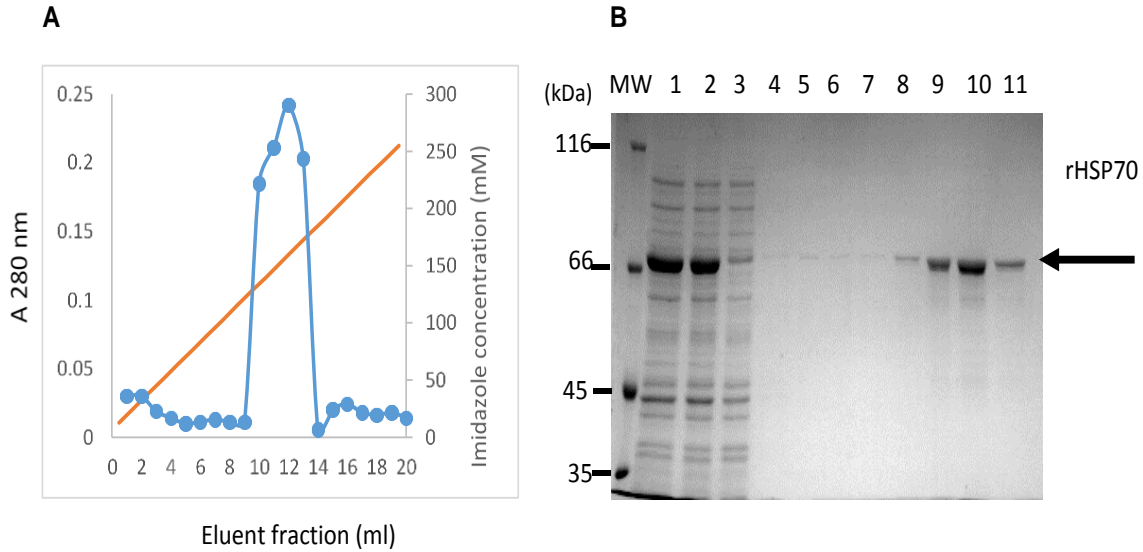 A
0.25
0.2
0.15
0.1
0.05
0
300
250
200
150
100
50
0
0 2 4 6 8 10 12 14 16 18 20
A 280 nm
Imidazole concentration (mM)
Eluent fraction (ml)
B
(kDa) MW 1 2 3 4 5 6 7 8 9 10 11
116
66
45
35
rHSP70